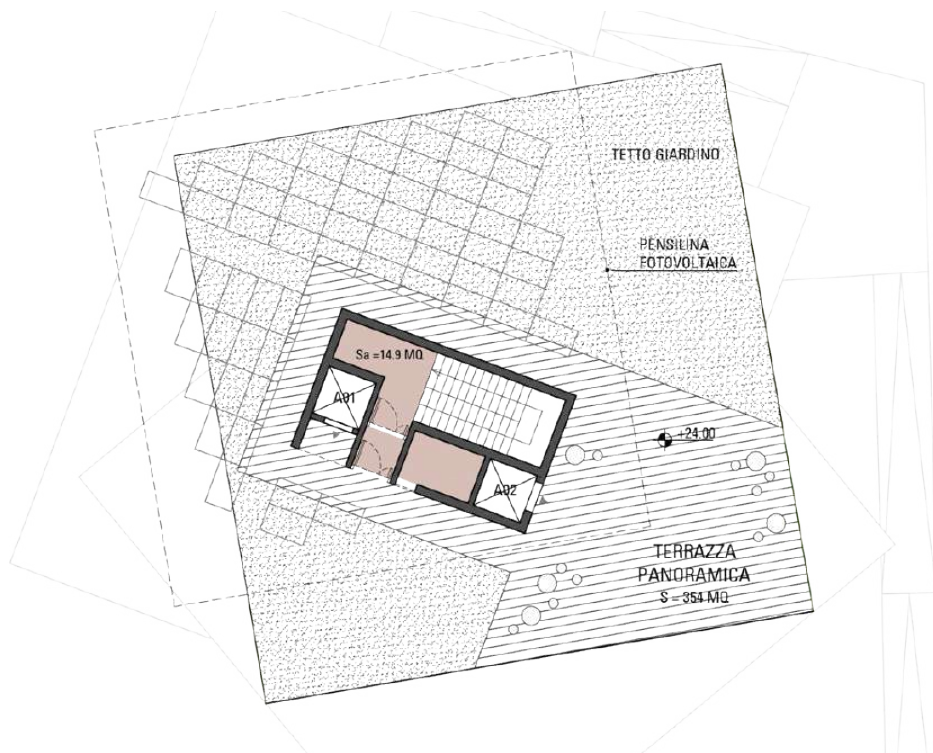 TETTO GIARDINO
PENSILINA
FOTOVOLTAICA
Sa =14.9 MQ
A01
+24.00
A02
TERRAZZA
PANORAMICA
S = 354 MQ